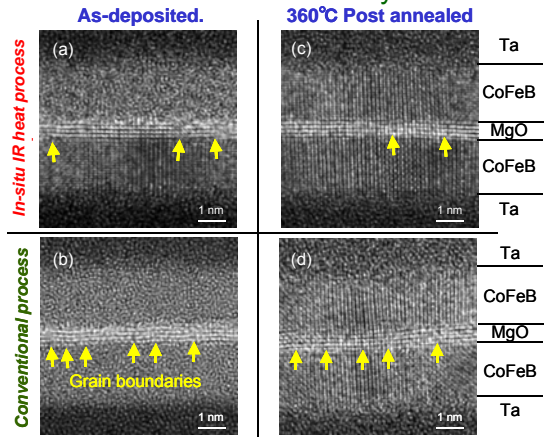 As-deposited.
360℃ Post annealed
In-situ IR heat process
(a)
1 nm
(c)
1 nm
Ta
CoFeB
MgO
CoFeB
Ta
Conventional process
(b)
Grain boundaries
1 nm
(d)
1 nm
Ta
CoFeB
MgO
CoFeB
Ta